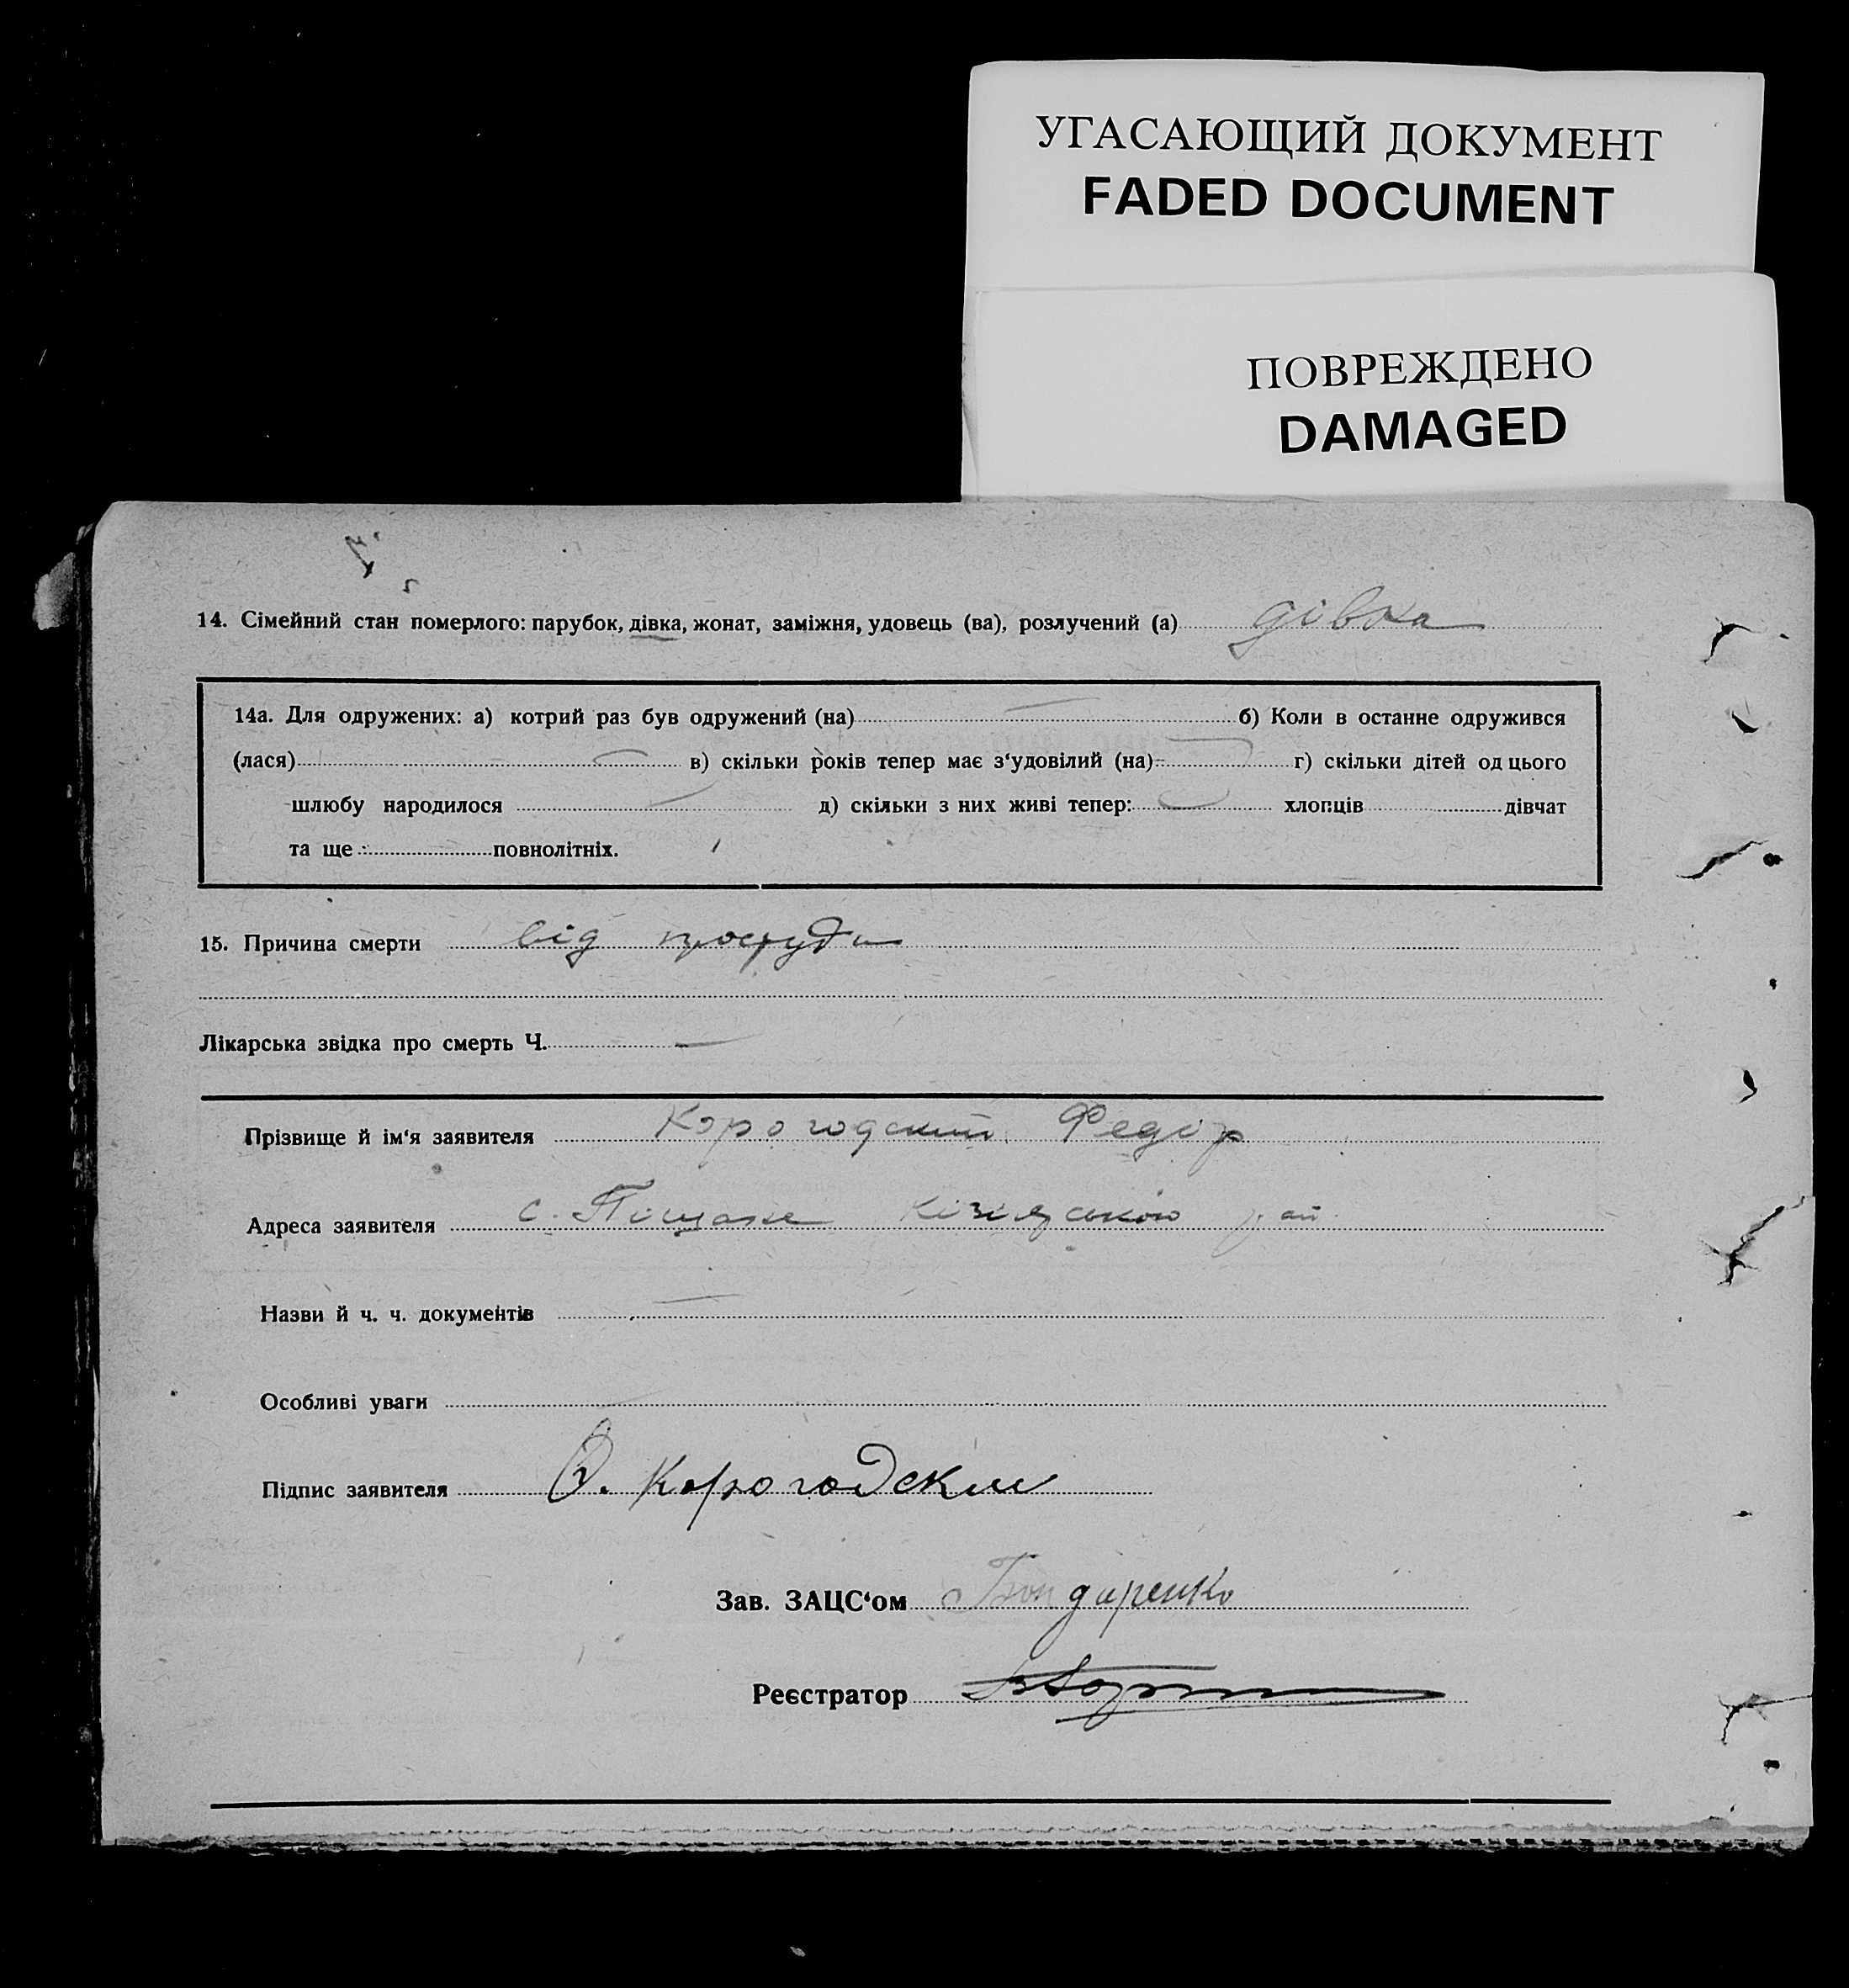 УГАСАЮЩИЙ ДОКУМЕНТ
FADED DOCUMENT
ПОВРЕЖДЕНО
DAMAGED
14. Сімейний стан померлого: парубок, дівка, жонат, заміжня, удовець (ва), розлучений (а) дівка
14а. Для одружених: а) котрий раз був одружений (на) б) Коли в останне одружився
(лася) в) скільки років тепер має з‘удовілий (на) г) скільки дітей од цього
шлюбу народилося д) скільки з них живі тепер: хлопців дівчат
та ще повнолітніх.
15. Причина смерти від простуди
Лікарська звідка про смерть Ч.
Прізвище й ім‘я заявителя Корогодский Федір
Адреса заявителя с. Піщане рай.
Назви й ч. ч. документів
Особливі уваги
Підпис заявителя Корогодский
Зав. ЗАЦС‘ом Бондаренко
Реєстратор